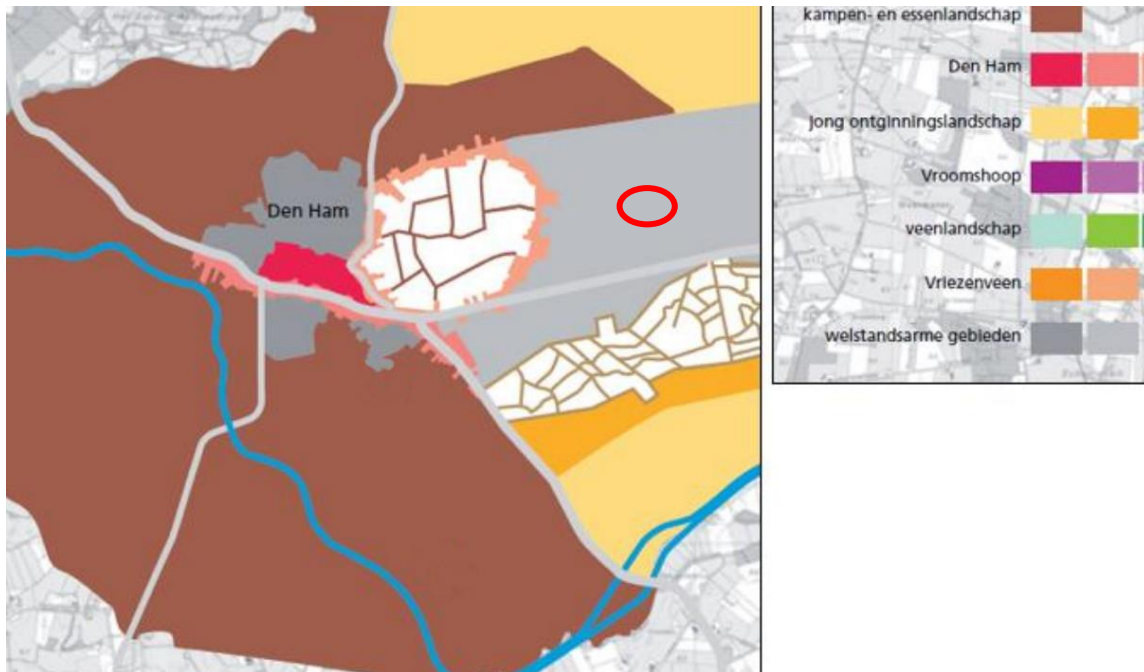 Den Ham
kampen- en essenlandschap
Den Ham
jong ontginningslandschap
Vroomshoop
veenlandschap
Vriezenveen
welstandsarme gebieden